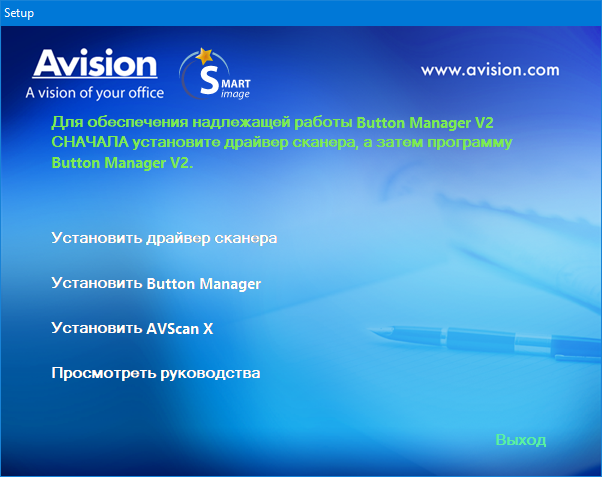 Setup
Avision
A vision of your office
SMART
image
www.avision.com
Для обеспечения надлежащей работы Button Manager V2
СНАЧАЛА установите драйвер сканера, а затем программу
Button Manager V2.
Установить драйвер сканера
Установить Button Manager
Установить AVScan X
Просмотреть руководства
Выход